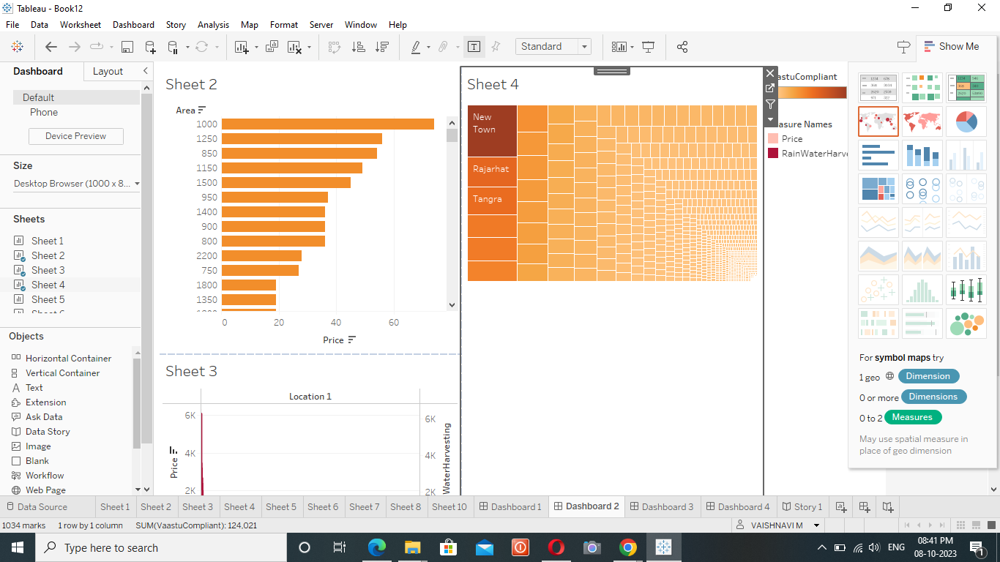 Tableau - Book12
File Data Worksheet Dashboard Story Analysis Map Format Server Window Help
Standard
Show Me
Dashboard Layout
Default
Phone
Device Preview
Size
Desktop Browser (1000 x 8...
Sheets
Sheet 1
Sheet 2
Sheet 3
Sheet 4
Sheet 5
Objects
Horizontal Container
Vertical Container
Text
Extension
Ask Data
Data Story
Image
Blank
Workflow
Web Page
Sheet 2
Area
1000
1250
850
1150
1500
950
1400
900
800
2200
750
1800
1350
0 20 40 60
Price
Sheet 3
Location 1
6K
4K
2K
Price
6K
4K
2K
WaterHarvesting
Sheet 4
New
Town
Rajarhat
Tangra
aastuCompliant
asure Names
Price
RainWaterHarve
For symbol maps try
1 geo Dimension
0 or more Dimensions
0 to 2 Measures
May use spatial measure in
place of geo dimension
Data Source Sheet 1 Sheet 2 Sheet 3 Sheet 4 Sheet 5 Sheet 6 Sheet 7 Sheet 8 Sheet 10 Dashboard 1 Dashboard 2 Dashboard 3 Dashboard 4 Story 1
1034 marks 1 row by 1 column SUM(VaastuCompliant): 124,021
VAISHNAVI M
Type here to search
ENG
08:41 PM
08-10-2023
1